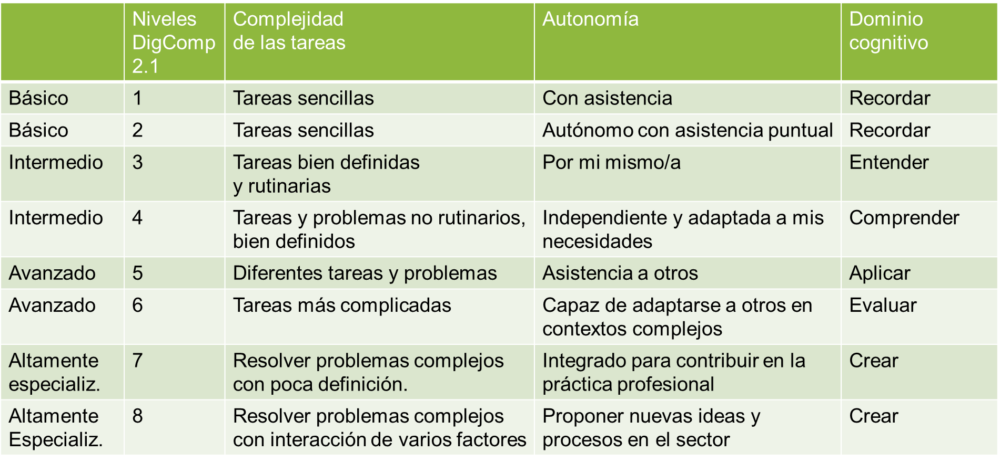 Niveles DigComp 2.1
Complejidad de las tareas
Autonomía
Dominio cognitivo
Básico
1
Tareas sencillas
Con asistencia
Recordar
Básico
2
Tareas sencillas
Autónomo con asistencia puntual
Recordar
Intermedio
3
Tareas bien definidas
y rutinarias
Por mi mismo/a
Entender
Intermedio
4
Tareas y problemas no rutinarios,
bien definidos
Independiente y adaptada a mis
necesidades
Comprender
Avanzado
5
Diferentes tareas y problemas
Asistencia a otros
Aplicar
Avanzado
6
Tareas más complicadas
Capaz de adaptarse a otros en
contextos complejos
Evaluar
Altamente
especializ.
7
Resolver problemas complejos
con poca definición.
Integrado para contribuir en la
práctica profesional
Crear
Altamente
Especializ.
8
Resolver problemas complejos
con interacción de varios factores
Proponer nuevas ideas y
procesos en el sector
Crear